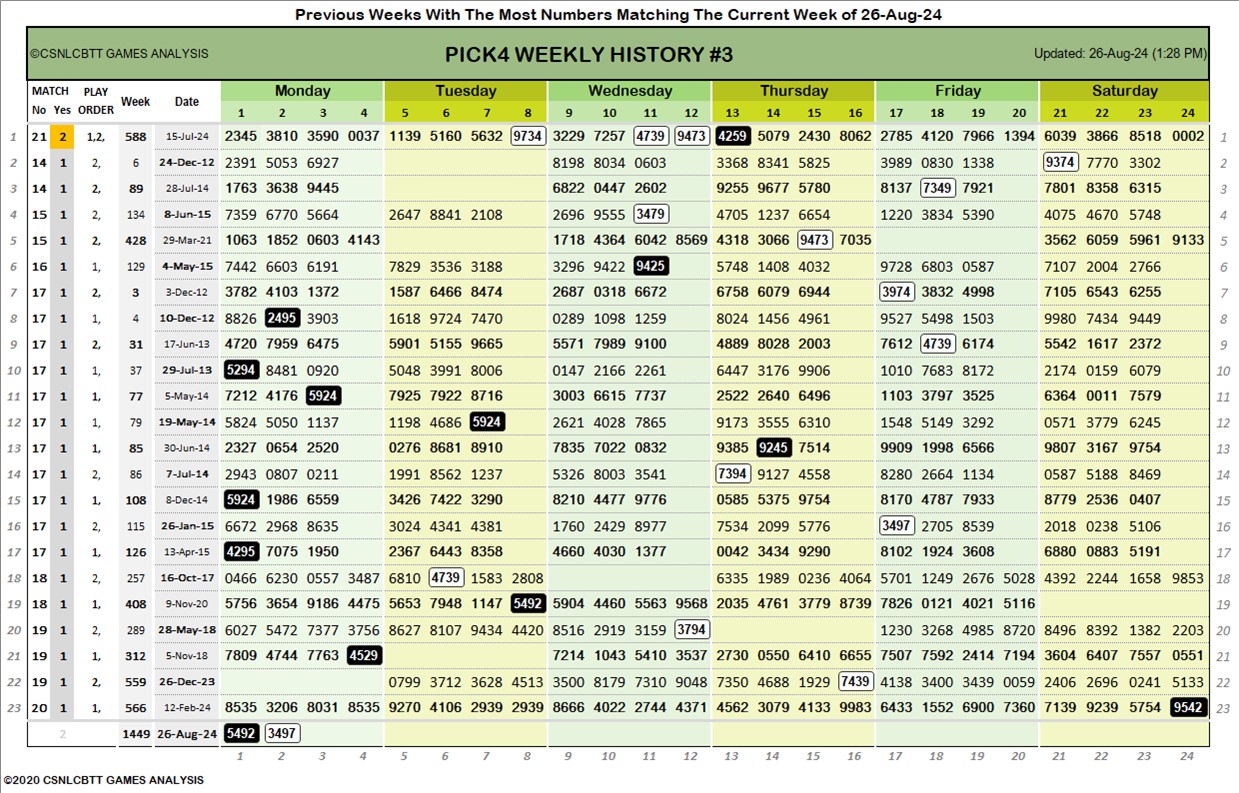 Previous Weeks With The Most Numbers Matching The Current Week of 26-Aug-24
©CSNLCBTT GAMES ANALYSIS PICK4 WEEKLY HISTORY #3 Updated: 26-Aug-24 (1:28 PM)
MATCH PLAY Week Date Monday Tuesday Wednesday Thursday Friday Saturday
No Yes ORDER 1 2 3 4 5 6 7 8 9 10 11 12 13 14 15 16 17 18 19 20 21 22 23 24
1 21 2 1,2, 588 15-Jul-24 2345 3810 3590 0037 1139 5160 5632 9734 3229 7257 4739 9473 4259 5079 2430 8062 2785 4120 7966 1394 6039 3866 8518 0002 1
2 14 1 2, 6 24-Dec-12 2391 5053 6927 8198 8034 0603 3368 8341 5825 3989 0830 1338 9374 7770 3302 2
3 14 1 2, 89 28-Jul-14 1763 3638 9445 6822 0447 2602 9255 9677 5780 8137 7349 7921 7801 8358 6315 3
4 15 1 2, 134 8-Jun-15 7359 6770 5664 2647 8841 2108 2696 9555 3479 4705 1237 6654 1220 3834 5390 4075 4670 5748 4
5 15 1 2, 428 29-Mar-21 1063 1852 0603 4143 1718 4364 6042 8569 4318 3066 9473 7035 3562 6059 5961 9133 5
6 16 1 1, 129 4-May-15 7442 6603 6191 7829 3536 3188 3296 9422 9425 5748 1408 4032 9728 6803 0587 7107 2004 2766 6
7 17 1 2, 3 3-Dec-12 3782 4103 1372 1587 6466 8474 2687 0318 6672 6758 6079 6944 3974 3832 4998 7105 6543 6255 7
8 17 1 1, 4 10-Dec-12 8826 2495 3903 1618 9724 7470 0289 1098 1259 8024 1456 4961 9527 5498 1503 9980 7434 9449 8
9 17 1 2, 31 17-Jun-13 4720 7959 6475 5901 5155 9665 5571 7989 9100 4889 8028 2003 7612 4739 6174 5542 1617 2372 9
10 17 1 1, 37 29-Jul-13 5294 8481 0920 5048 3991 8006 0147 2166 2261 6447 3176 9906 1010 7683 8172 2174 0159 6079 10
11 17 1 1, 77 5-May-14 7212 4176 5924 7925 7922 8716 3003 6615 7737 2522 2640 6496 1103 3797 3525 6364 0011 7579 11
12 17 1 1, 79 19-May-14 5824 5050 1137 1198 4686 5924 2621 4028 7865 9173 3555 6310 1548 5149 3292 0571 3779 6245 12
13 17 1 1, 85 30-Jun-14 2327 0654 2520 0276 8681 8910 7835 7022 0832 9385 9245 7514 9909 1998 6566 9807 3167 9754 13
14 17 1 2, 86 7-Jul-14 2943 0807 0211 1991 8562 1237 5326 8003 3541 7394 9127 4558 8280 2664 1134 0587 5188 8469 14
15 17 1 1, 108 8-Dec-14 5924 1986 6559 3426 7422 3290 8210 4477 9776 0585 5375 9754 8170 4787 7933 8779 2536 0407 15
16 17 1 2, 115 26-Jan-15 6672 2968 8635 3024 4341 4381 1760 2429 8977 7534 2099 5776 3497 2705 8539 2018 0238 5106 16
17 17 1 1, 126 13-Apr-15 4295 7075 1950 2367 6443 8358 4660 4030 1377 0042 3434 9290 8102 1924 3608 6880 0883 5191 17
18 18 1 2, 257 16-Oct-17 0466 6230 0557 3487 6810 4739 1583 2808 6335 1989 0236 4064 5701 1249 2676 5028 4392 2244 1658 9853 18
19 18 1 1, 408 9-Nov-20 5756 3654 9186 4475 5653 7948 1147 5492 5904 4460 5563 9568 2035 4761 3779 8739 7826 0121 4021 5116 19
20 19 1 2, 289 28-May-18 6027 5472 7377 3756 8627 8107 9434 4420 8516 2919 3159 3794 1230 3268 4985 8720 8496 8392 1382 2203 20
21 19 1 1, 312 5-Nov-18 7809 4744 7763 4529 7214 1043 5410 3537 2730 0550 6410 6655 7507 7592 2414 7194 3604 6407 7557 0551 21
22 19 1 2, 559 26-Dec-23 0799 3712 3628 4513 3500 8179 7310 9048 7350 4688 1929 7439 4138 3400 3439 0059 2406 2696 0241 5133 22
23 20 1 1, 566 12-Feb-24 8535 3206 8031 8535 9270 4106 2939 2939 8666 4022 2744 4371 4562 3079 4133 9983 6433 1552 6900 7360 7139 9239 5754 9542 23
2 1449 26-Aug-24 5492 3497
1 2 3 4 5 6 7 8 9 10 11 12 13 14 15 16 17 18 19 20 21 22 23 24
©2020 CSNLCBTT GAMES ANALYSIS